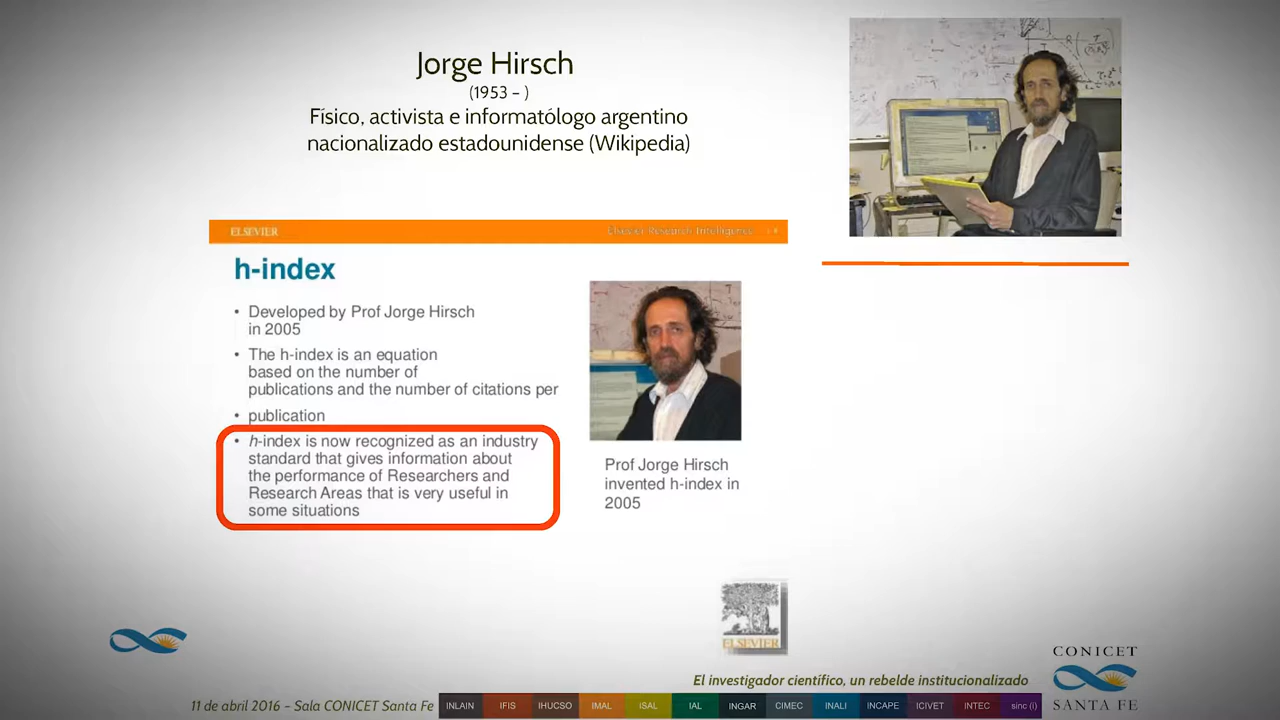 Jorge Hirsch
(1953 – )
Físico, activista e informatólogo argentino
nacionalizado estadounidense (Wikipedia)
ELSEVIER
Elsevier Research Intelligence
h-index
• Developed by Prof Jorge Hirsch
in 2005
• The h-index is an equation
based on the number of
publications and the number of citations per
• publication
• h-index is now recognized as an industry
standard that gives information about
the performance of Researchers and
Research Areas that is very useful in
some situations
Prof Jorge Hirsch
invented h-index in
2005
ELSEVIER
El investigador científico, un rebelde institucionalizado
CONICET
SANTA FE
11 de abril 2016 – Sala CONICET Santa Fe
INLAIN IFIS IHUCSO IMAL ISAL IAL INGAR CIMEC INALI INCAPE ICIVET INTEC sinc (i)